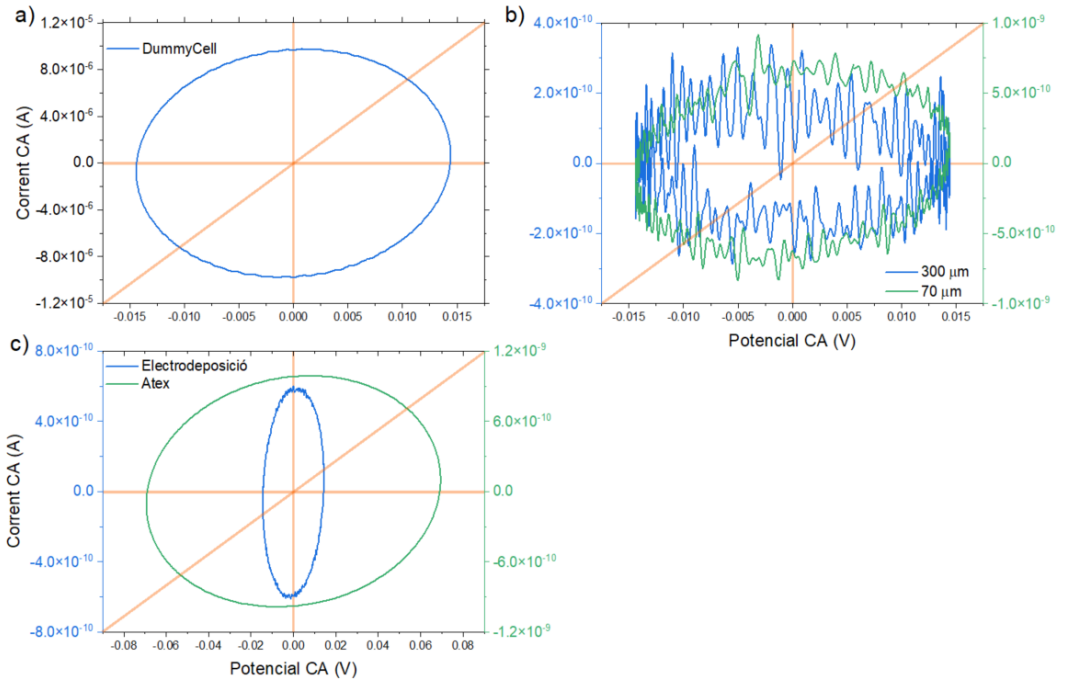 a)
1.2×10⁻⁵
8.0×10⁻⁶
4.0×10⁻⁶
0.0
-4.0×10⁻⁶
-8.0×10⁻⁶
-1.2×10⁻⁵
Corrent CA (A)
DummyCell
-0.015 -0.010 -0.005 0.000 0.005 0.010 0.015
b)
4.0×10⁻¹⁰
2.0×10⁻¹⁰
0.0
-2.0×10⁻¹⁰
-4.0×10⁻¹⁰
1.0×10⁻⁹
5.0×10⁻¹⁰
0.0
-5.0×10⁻¹⁰
-1.0×10⁻⁹
300 μm
70 μm
-0.015 -0.010 -0.005 0.000 0.005 0.010 0.015
Potencial CA (V)
c)
8.0×10⁻¹⁰
4.0×10⁻¹⁰
0.0
-4.0×10⁻¹⁰
-8.0×10⁻¹⁰
Corrent CA (A)
Electrodeposició
Atex
1.2×10⁻⁹
6.0×10⁻¹⁰
0.0
-6.0×10⁻¹⁰
-1.2×10⁻⁹
-0.08 -0.06 -0.04 -0.02 0.00 0.02 0.04 0.06 0.08
Potencial CA (V)